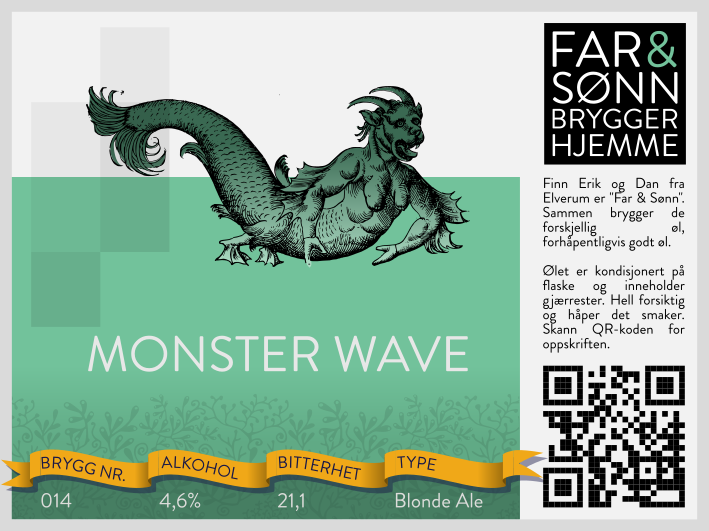 FAR &
SØNN
BRYGGER
HJEMME
Finn Erik og Dan fra
Elverum er "Far & Sønn".
Sammen brygger de
forskjellig øl,
forhåpentligvis godt øl.
Ølet er kondisjonert på
flaske og inneholder
gjærrester. Hell forsiktig
og håper det smaker.
Skann QR-koden for
oppskriften.
MONSTER WAVE
BRYGG NR. ALKOHOL BITTERHET TYPE
014 4,6% 21,1 Blonde Ale